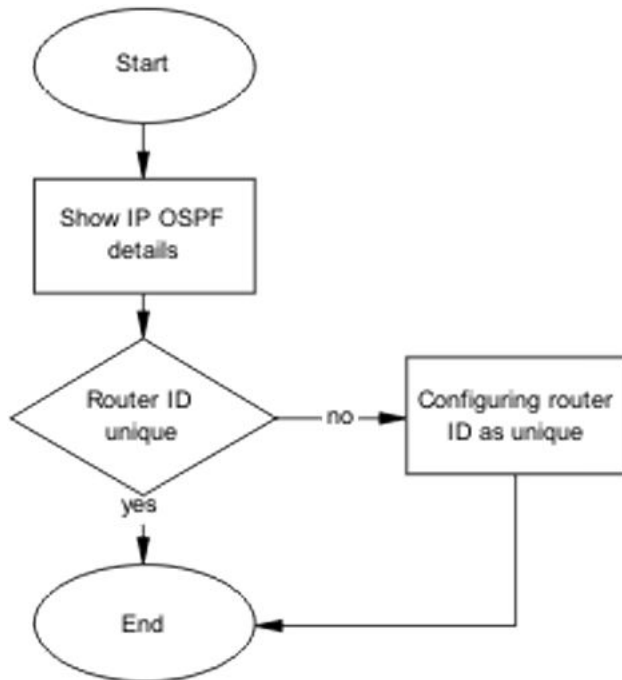 Start
Show IP OSPF
details
Router ID
unique
no
Configuring router
ID as unique
yes
End